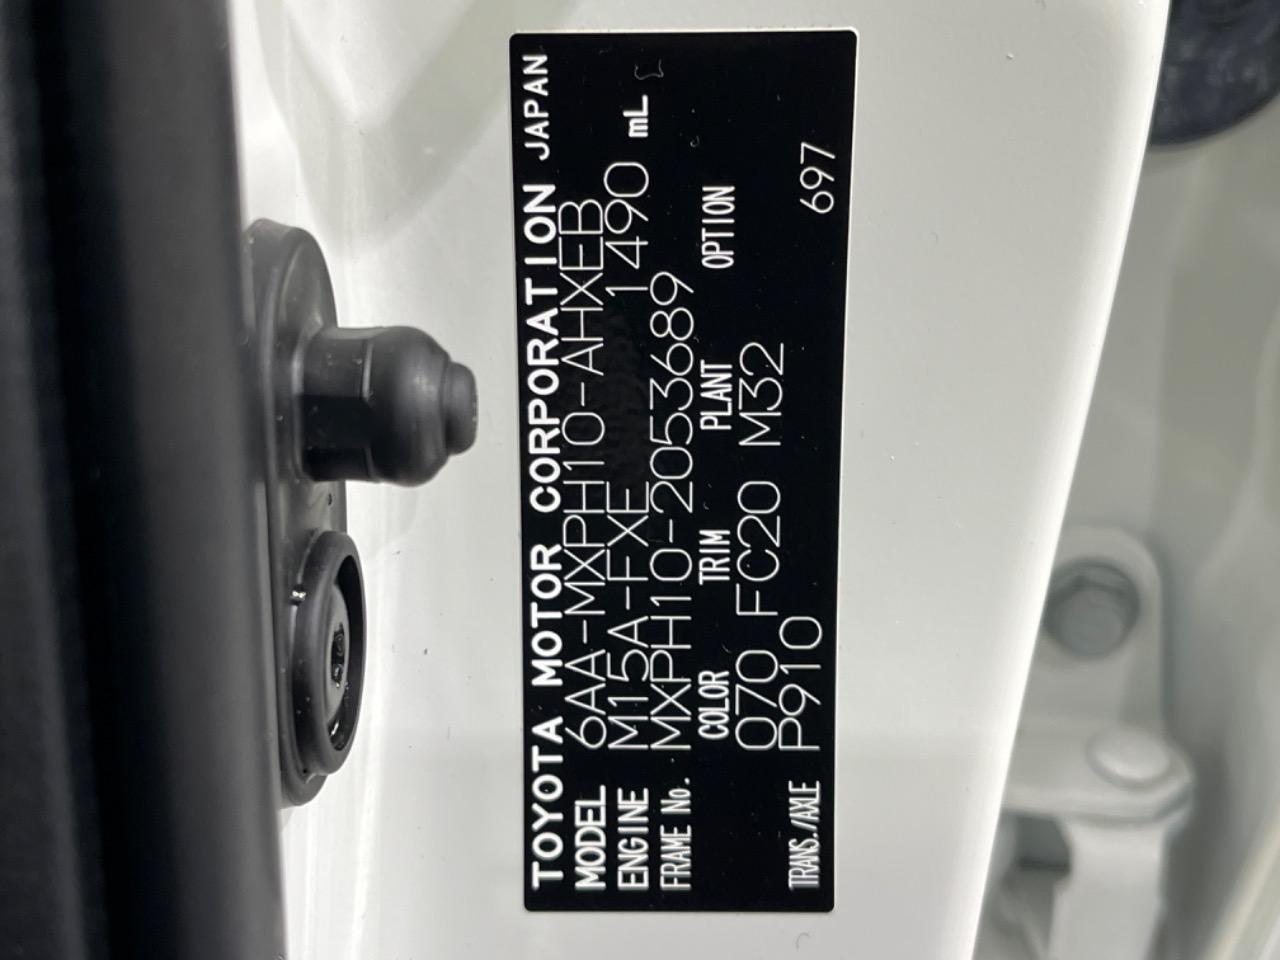 TOYOTA MOTOR CORPORATION JAPAN
MODEL 6AA-MXPH10-AHXEB
ENGINE M15A-FXE 1490 mL
FRAME No. MXPH10-2053689
COLOR TRIM PLANT OPTION
070 FC20 M32
TRANS./AXLE P910 697